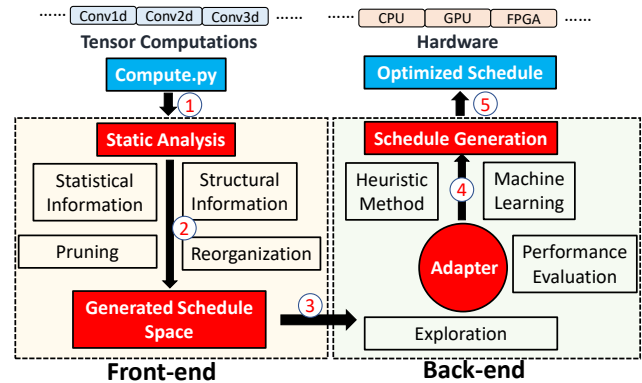 ...... Conv1d Conv2d Conv3d ......
Tensor Computations
Compute.py
1
Static Analysis
Statistical
Information
Structural
Information
2
Pruning
Reorganization
Generated Schedule
Space
3
Front-end
...... CPU GPU FPGA ......
Hardware
Optimized Schedule
5
Schedule Generation
Heuristic
Method
4
Machine
Learning
Adapter
Performance
Evaluation
Exploration
Back-end